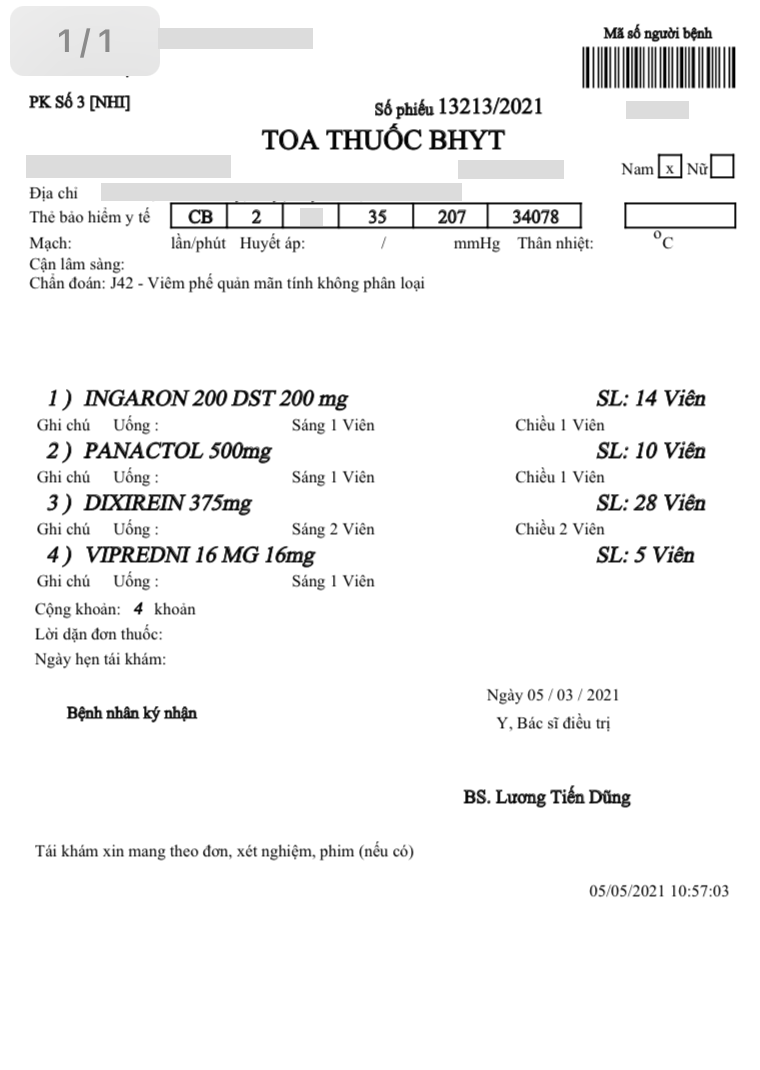 1/1
Mã số người bệnh
PK Số 3 [NHI]
Số phiếu 13213/2021
TOA THUỐC BHYT
Nam x Nữ
Địa chỉ
Thẻ bảo hiểm y tế CB 2 35 207 34078
Mạch: lần/phút Huyết áp: / mmHg Thân nhiệt: °C
Cận lâm sàng:
Chẩn đoán: J42 - Viêm phế quản mãn tính không phân loại
1 ) INGARON 200 DST 200 mg SL: 14 Viên
Ghi chú Uống : Sáng 1 Viên Chiều 1 Viên
2 ) PANACTOL 500mg SL: 10 Viên
Ghi chú Uống : Sáng 1 Viên Chiều 1 Viên
3 ) DIXIREIN 375mg SL: 28 Viên
Ghi chú Uống : Sáng 2 Viên Chiều 2 Viên
4 ) VIPREDNI 16 MG 16mg SL: 5 Viên
Ghi chú Uống : Sáng 1 Viên
Cộng khoản: 4 khoản
Lời dặn đơn thuốc:
Ngày hẹn tái khám:
Ngày 05 / 03 / 2021
Bệnh nhân ký nhận
Y, Bác sĩ điều trị
BS. Lương Tiến Dũng
Tái khám xin mang theo đơn, xét nghiệm, phim (nếu có)
05/05/2021 10:57:03